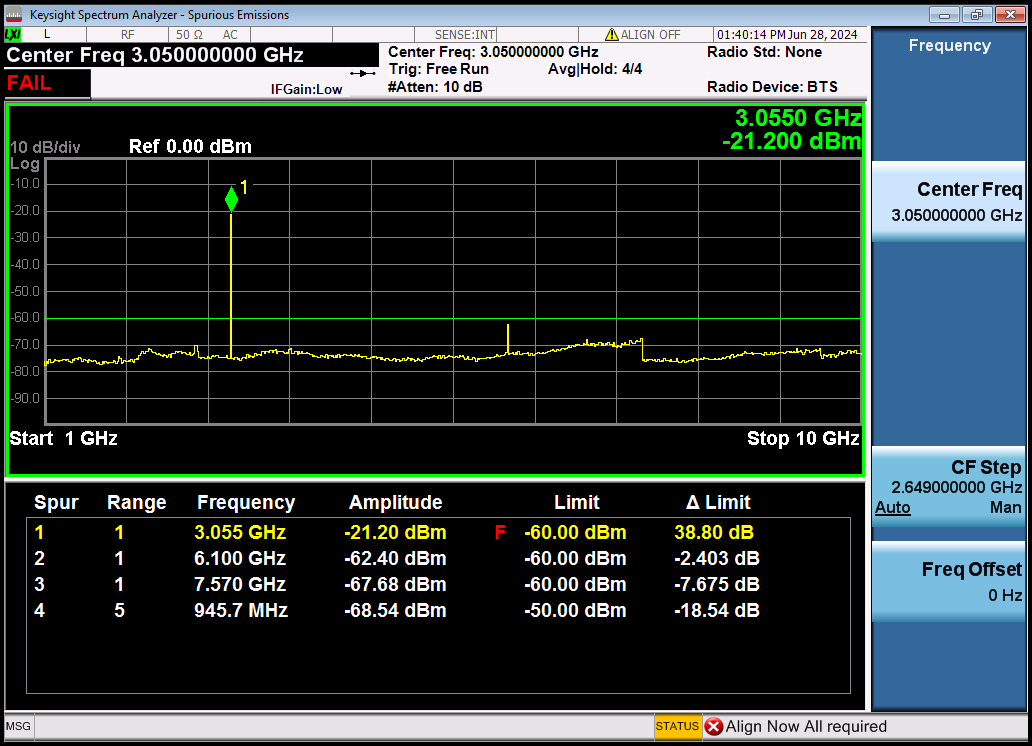 Keysight Spectrum Analyzer - Spurious Emissions
LXI L RF 50 Ω AC SENSE:INT ALIGN OFF 01:40:14 PM Jun 28, 2024
Center Freq 3.050000000 GHz
Center Freq: 3.050000000 GHz
Radio Std: None
Trig: Free Run
Avg|Hold: 4/4
FAIL
IFGain:Low
#Atten: 10 dB
Radio Device: BTS
3.0550 GHz
-21.200 dBm
10 dB/div
Ref 0.00 dBm
Log
-10.0
-20.0
-30.0
-40.0
-50.0
-60.0
-70.0
-80.0
-90.0
1
Start 1 GHz
Stop 10 GHz
Spur Range Frequency Amplitude Limit Δ Limit
1 1 3.055 GHz -21.20 dBm F -60.00 dBm 38.80 dB
2 1 6.100 GHz -62.40 dBm -60.00 dBm -2.403 dB
3 1 7.570 GHz -67.68 dBm -60.00 dBm -7.675 dB
4 5 945.7 MHz -68.54 dBm -50.00 dBm -18.54 dB
Frequency
Center Freq
3.050000000 GHz
CF Step
2.649000000 GHz
Auto Man
Freq Offset
0 Hz
MSG
STATUS
Align Now All required